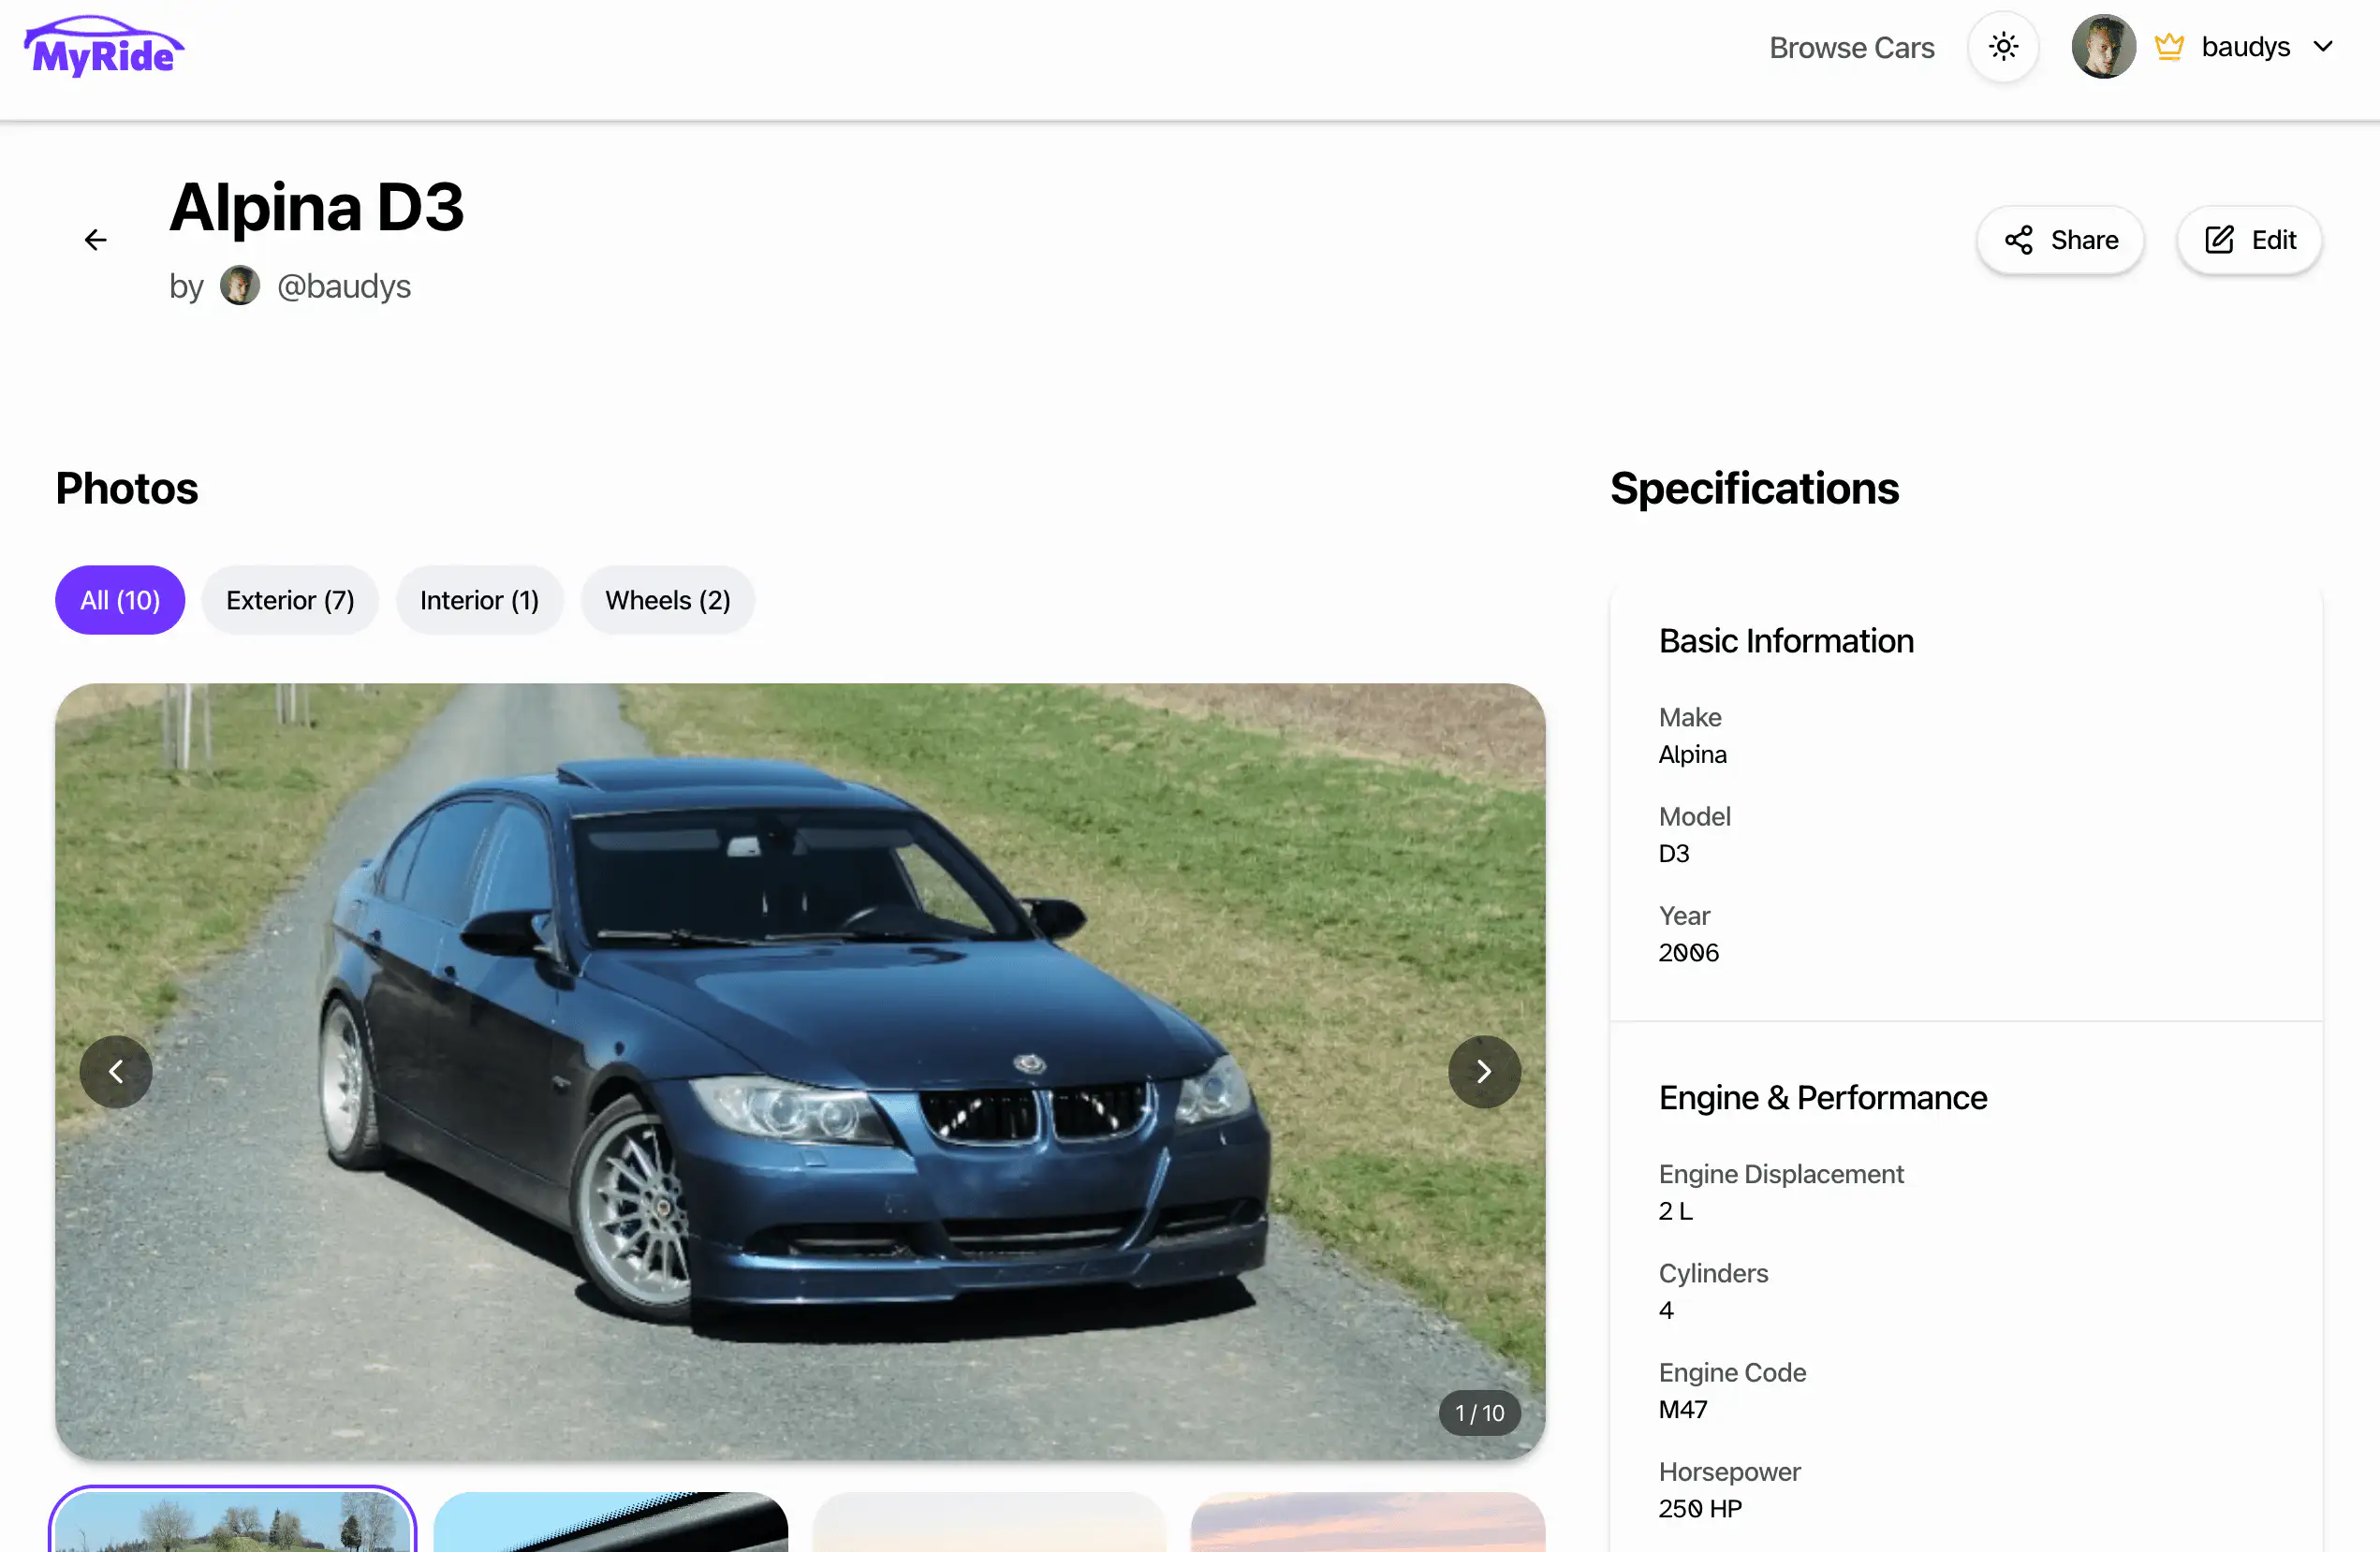 MyRide
Browse Cars
baudys
Alpina D3
by @baudys
Share
Edit
Photos
All (10)
Exterior (7)
Interior (1)
Wheels (2)
1 / 10
Specifications
Basic Information
Make
Alpina
Model
D3
Year
2006
Engine & Performance
Engine Displacement
2 L
Cylinders
4
Engine Code
M47
Horsepower
250 HP